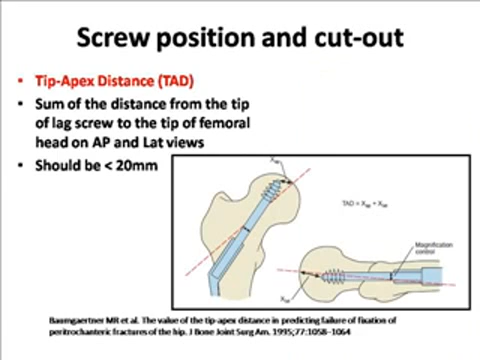 Screw position and cut-out
• Tip-Apex Distance (TAD)
• Sum of the distance from the tip
of lag screw to the tip of femoral
head on AP and Lat views
• Should be < 20mm
Xap
TAD = Xap + Xlat
Magnification
control
Xlat
Baumgaertner MR et al. The value of the tip-apex distance in predicting failure of fixation of
peritrochanteric fractures of the hip. J Bone Joint Surg Am. 1995;77:1058–1064